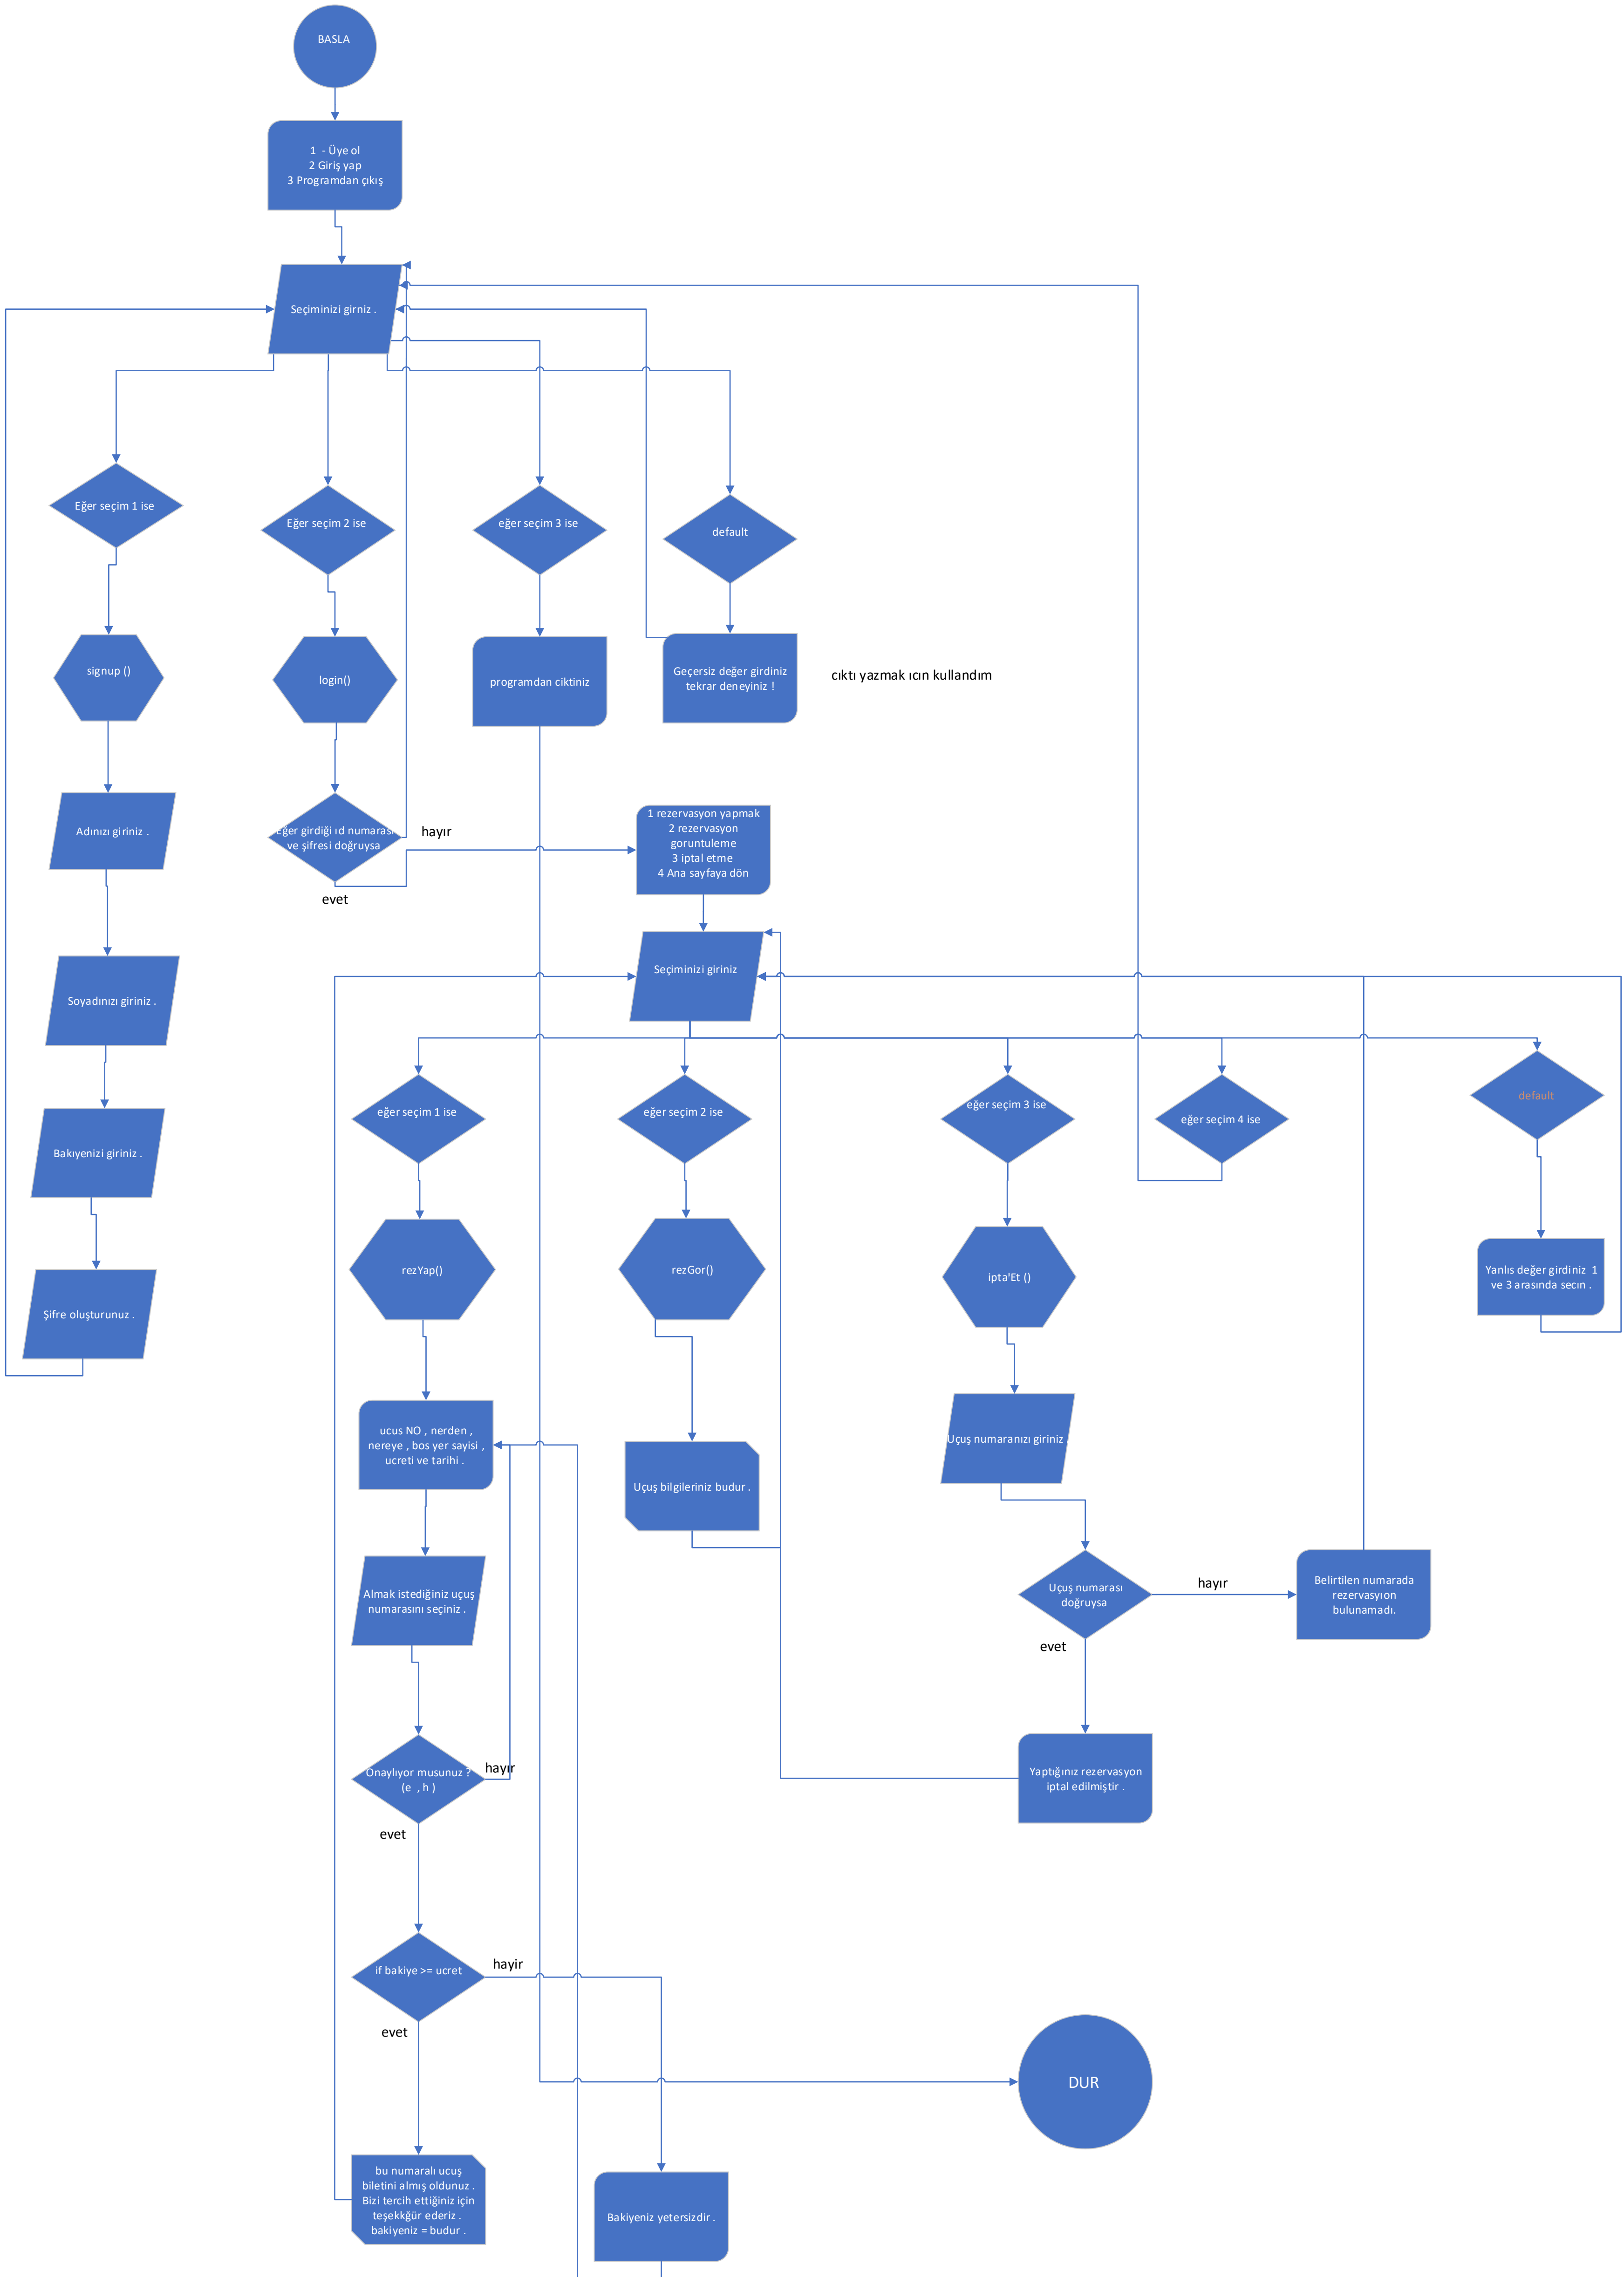 BASLA
1 - Üye ol
2 Giriş yap
3 Programdan çıkış
Seçiminizi girniz .
Eğer seçim 1 ise
Eğer seçim 2 ise
eğer seçim 3 ise
default
signup ()
login()
programdan ciktiniz
Geçersiz değer girdiniz
tekrar deneyiniz !
cıktı yazmak ıcın kullandım
Adınızı giriniz .
Eğer girdiği ıd numarası
ve şifresi doğruysa
hayır
evet
1 rezervasyon yapmak
2 rezervasyon
goruntuleme
3 iptal etme
4 Ana sayfaya dön
Soyadınızı giriniz .
Seçiminizi giriniz
Bakıyenizi giriniz .
eğer seçim 1 ise
eğer seçim 2 ise
eğer seçim 3 ise
eğer seçim 4 ise
default
Şifre oluşturunuz .
rezYap()
rezGor()
ipta'Et ()
Yanlıs değer girdiniz 1
ve 3 arasında secın .
ucus NO , nerden ,
nereye , bos yer sayisi ,
ucreti ve tarihi .
Uçuş bilgileriniz budur .
Uçuş numaranızı giriniz
Almak istediğiniz uçuş
numarasını seçiniz .
Uçuş numarası
doğruysa
hayır
evet
Belirtilen numarada
rezervasyıon
bulunamadı.
Onaylıyor musunuz ?
(e , h )
hayır
evet
Yaptığınız rezervasyon
iptal edilmiştir .
if bakiye >= ucret
hayir
evet
DUR
bu numaralı ucuş
biletini almış oldunuz .
Bizi tercih ettiğiniz için
teşekkğür ederiz .
bakiyeniz = budur .
Bakiyeniz yetersizdir .